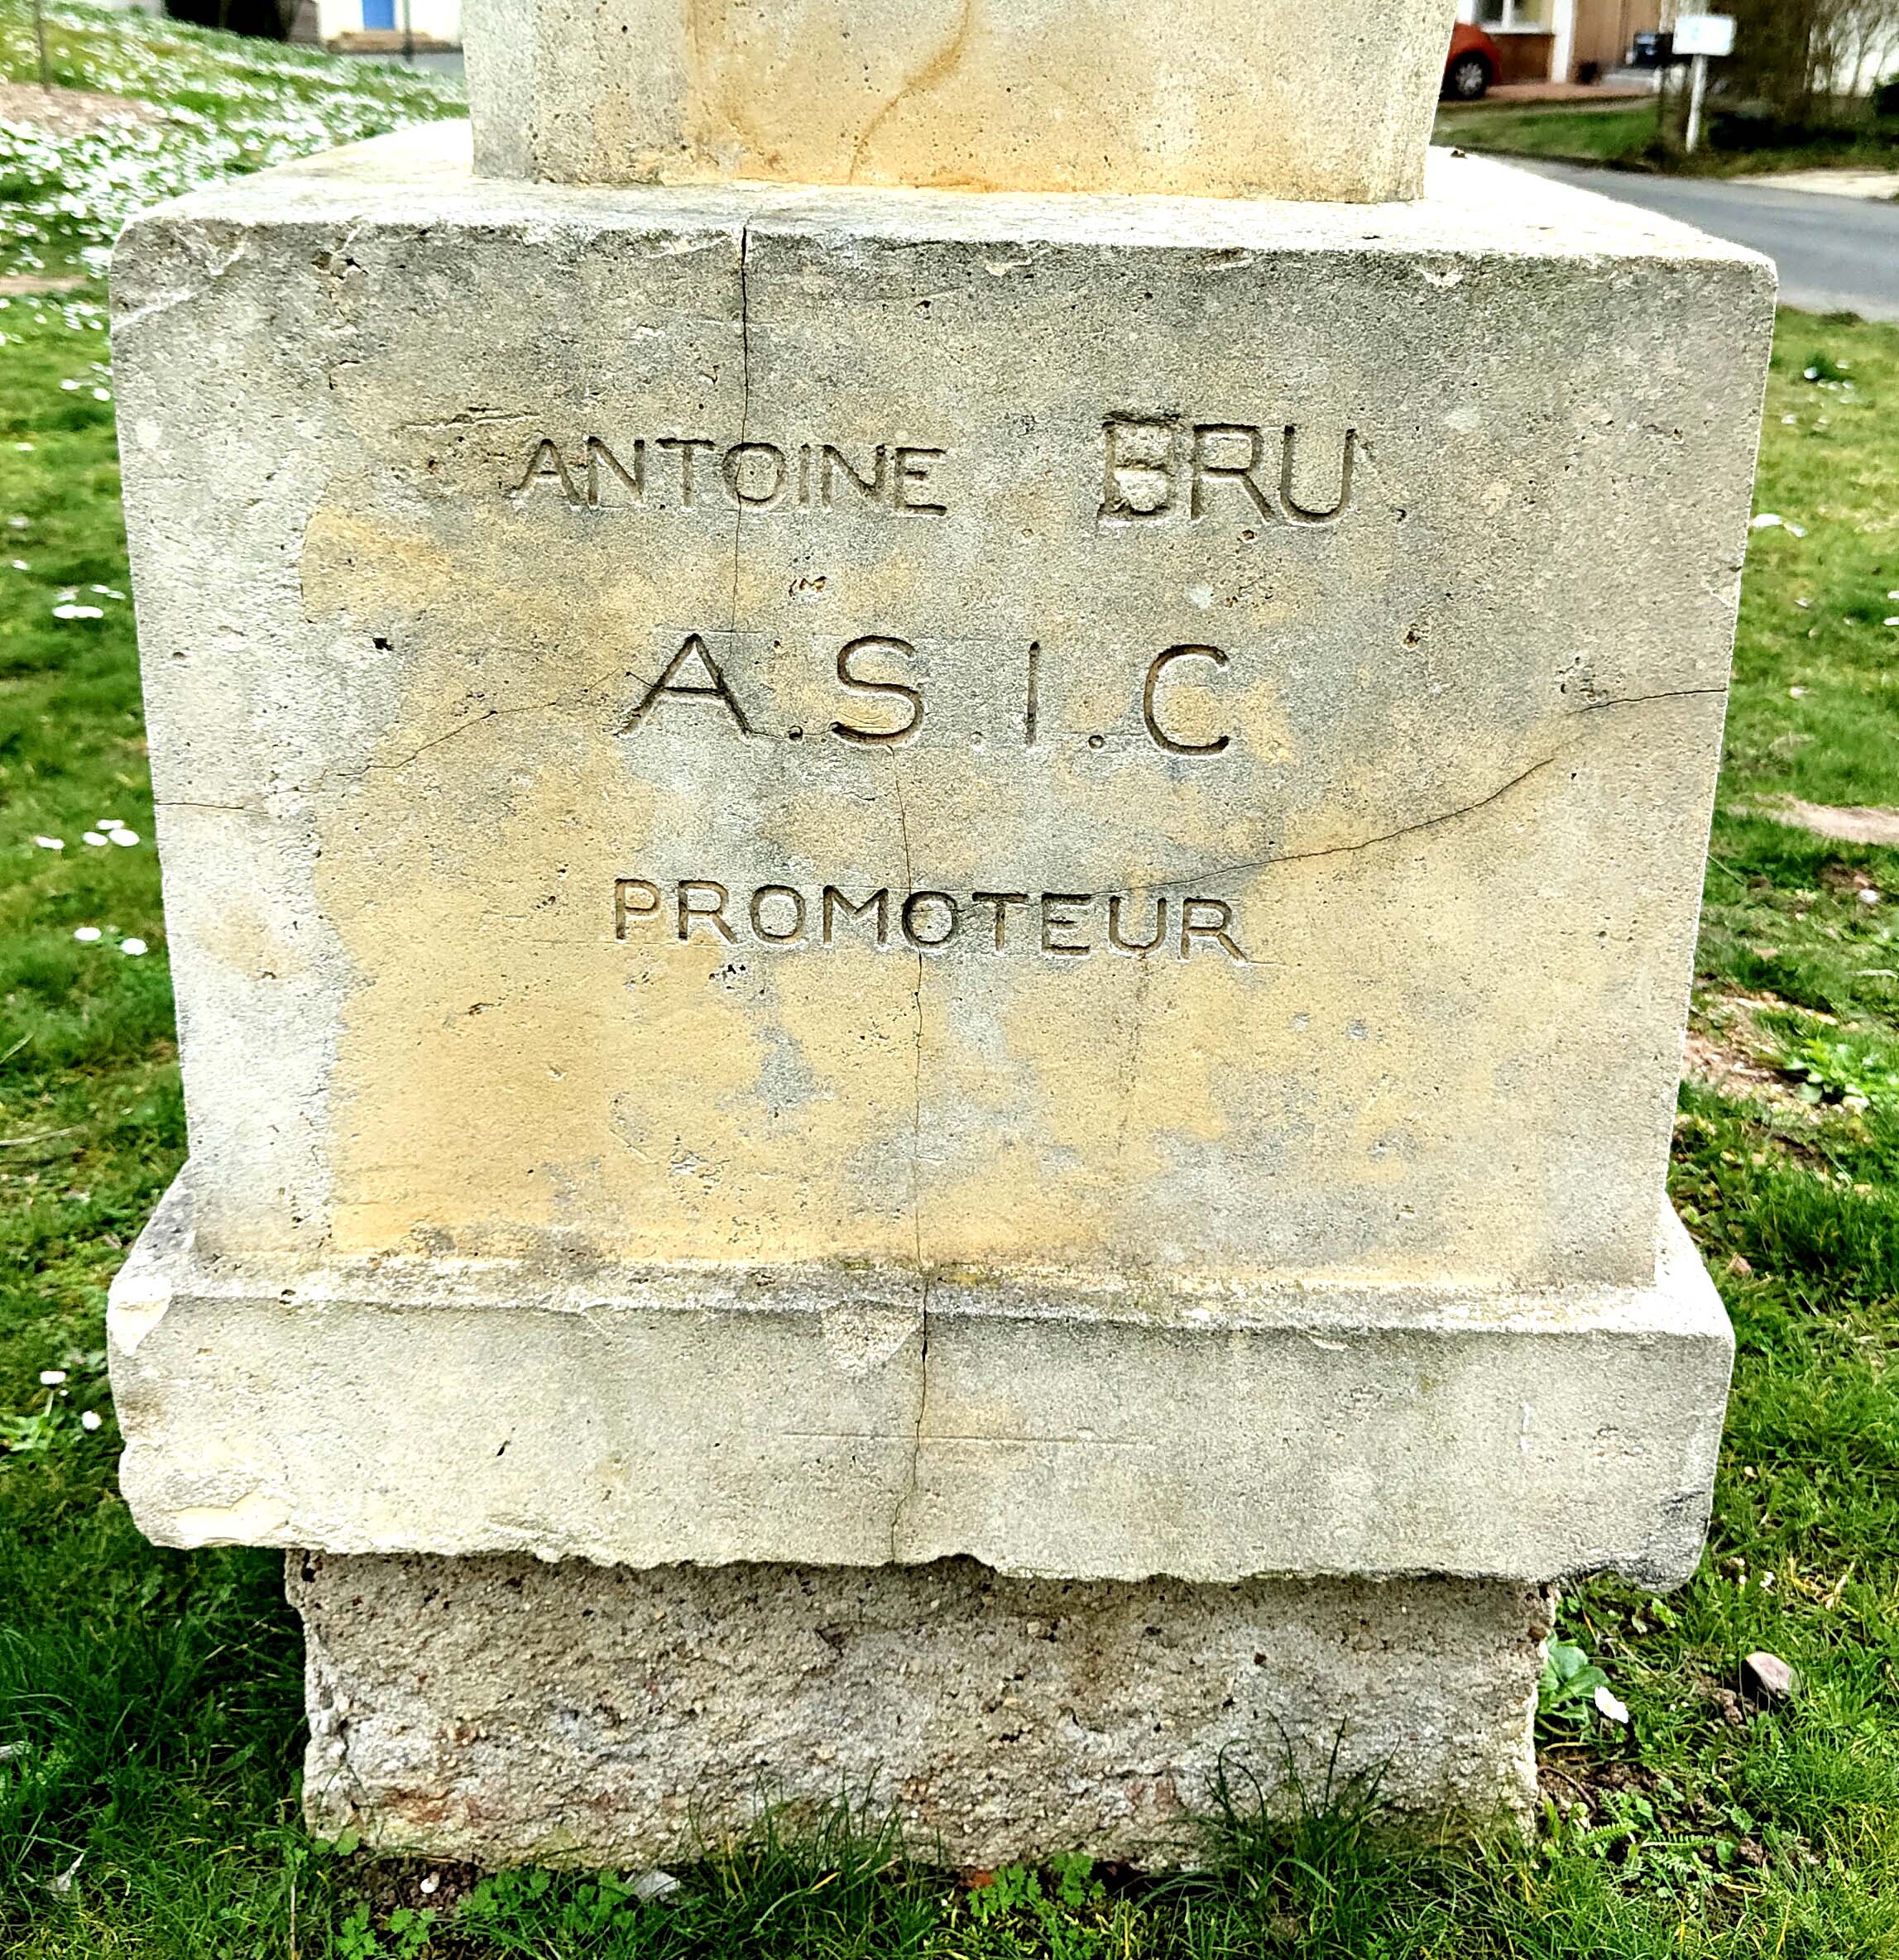 ANTOINE BRU
A.S.I.C
PROMOTEUR